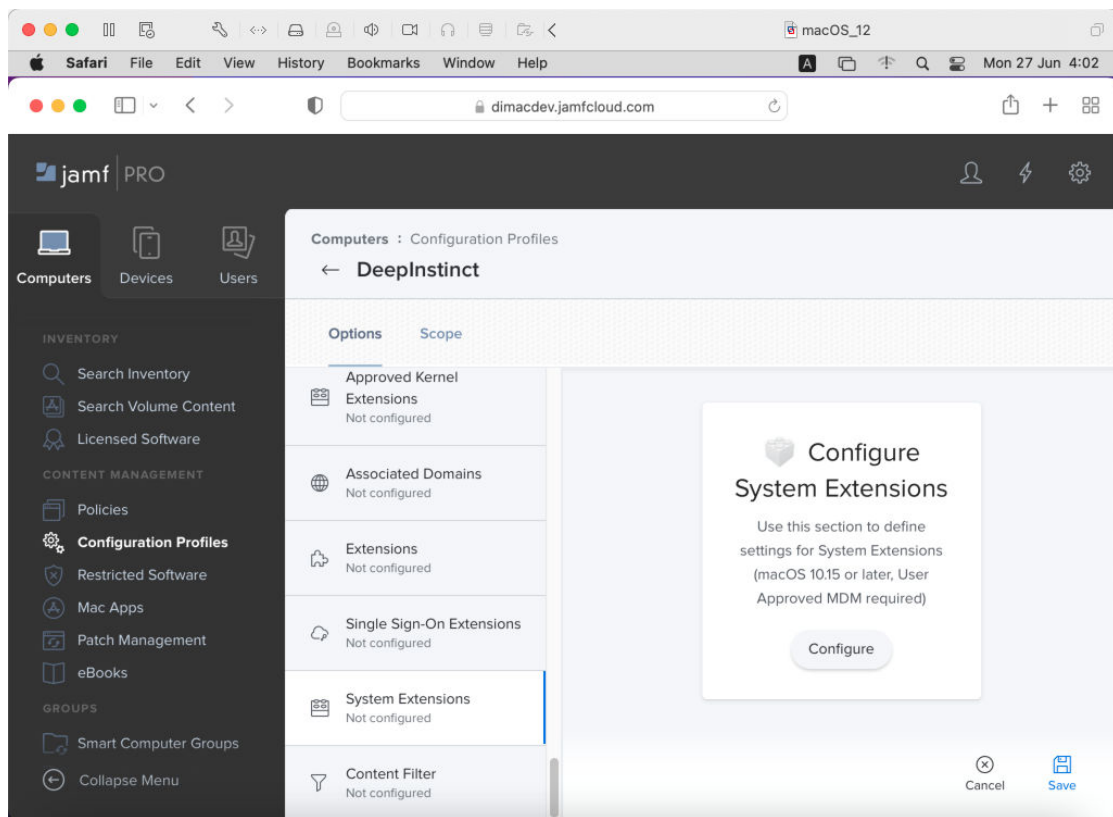 macOS_12
Safari File Edit View History Bookmarks Window Help A Mon 27 Jun 4:02
dimacdev.jamfcloud.com
jamf PRO
Computers Devices Users
INVENTORY
Search Inventory
Search Volume Content
Licensed Software
CONTENT MANAGEMENT
Policies
Configuration Profiles
Restricted Software
Mac Apps
Patch Management
eBooks
GROUPS
Smart Computer Groups
Collapse Menu
Computers : Configuration Profiles
← DeepInstinct
Options Scope
Approved Kernel
Extensions
Not configured
Associated Domains
Not configured
Extensions
Not configured
Single Sign-On Extensions
Not configured
System Extensions
Not configured
Content Filter
Not configured
Configure
System Extensions
Use this section to define
settings for System Extensions
(macOS 10.15 or later, User
Approved MDM required)
Configure
Cancel Save